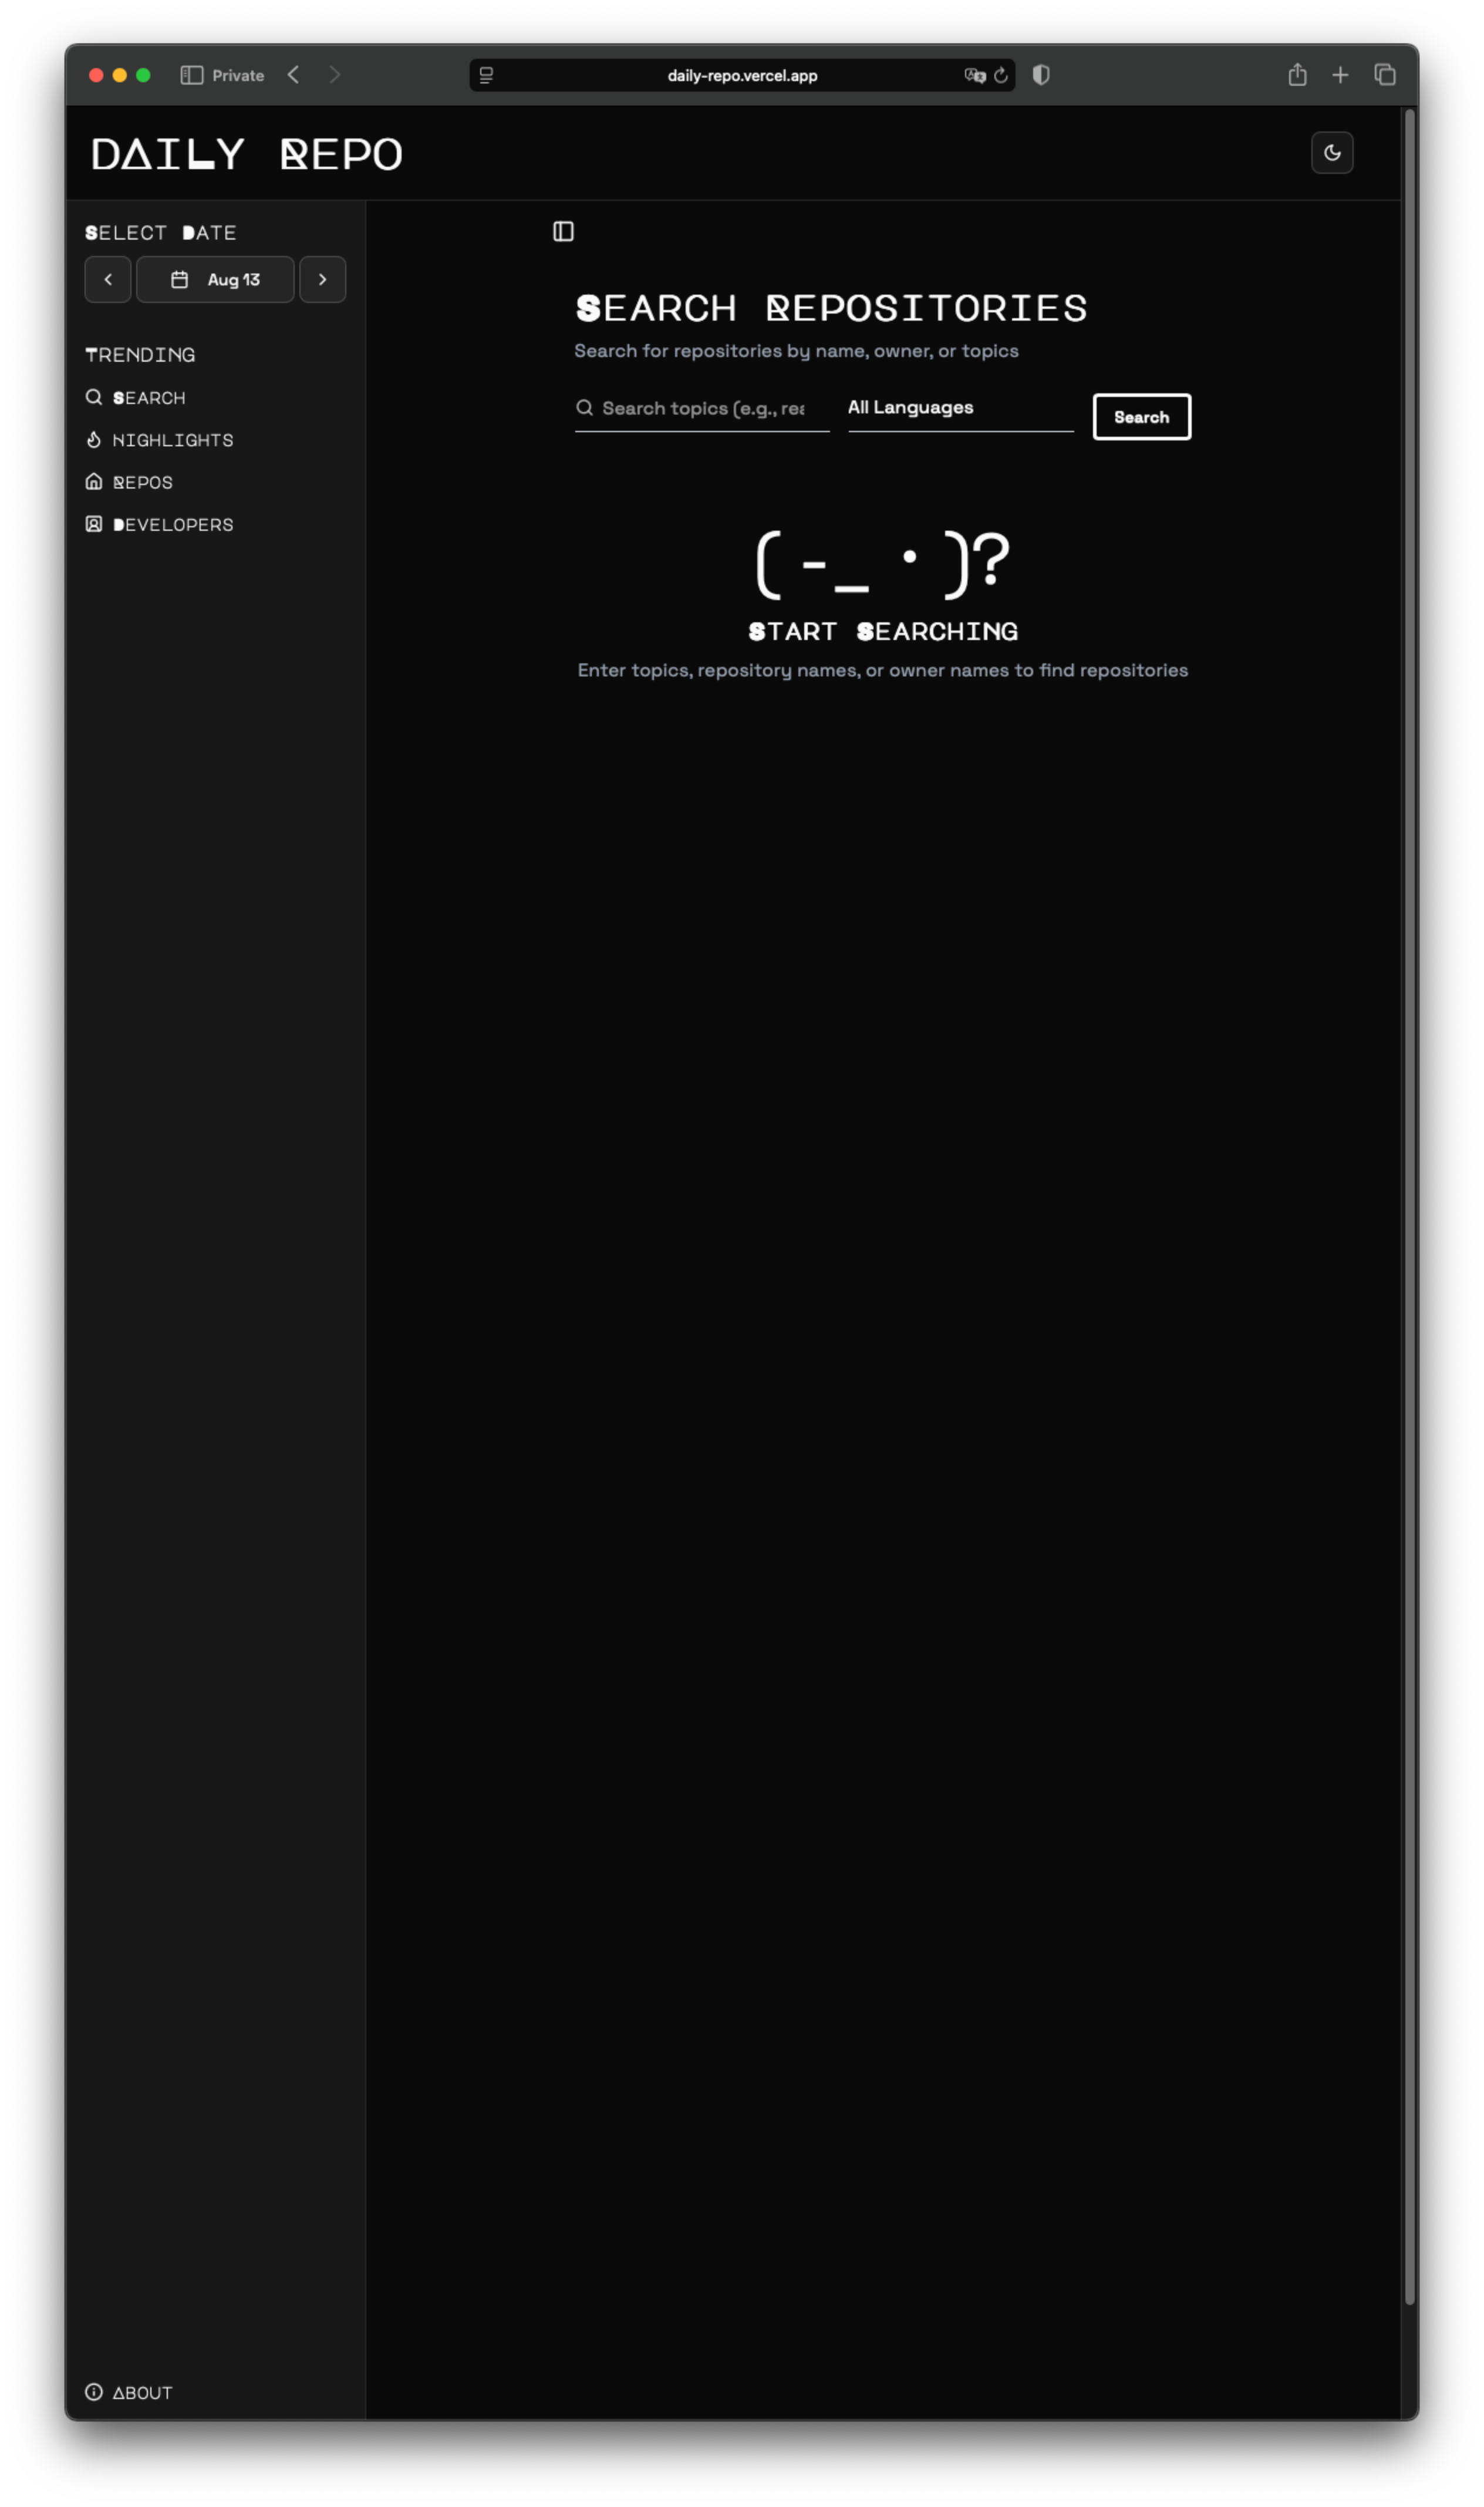 Private
daily-repo.vercel.app
DAILY REPO
SELECT DATE
Aug 13
TRENDING
SEARCH
HIGHLIGHTS
REPOS
DEVELOPERS
SEARCH REPOSITORIES
Search for repositories by name, owner, or topics
Search topics (e.g., rea
All Languages
Search
( -_ · )?
START SEARCHING
Enter topics, repository names, or owner names to find repositories
ABOUT